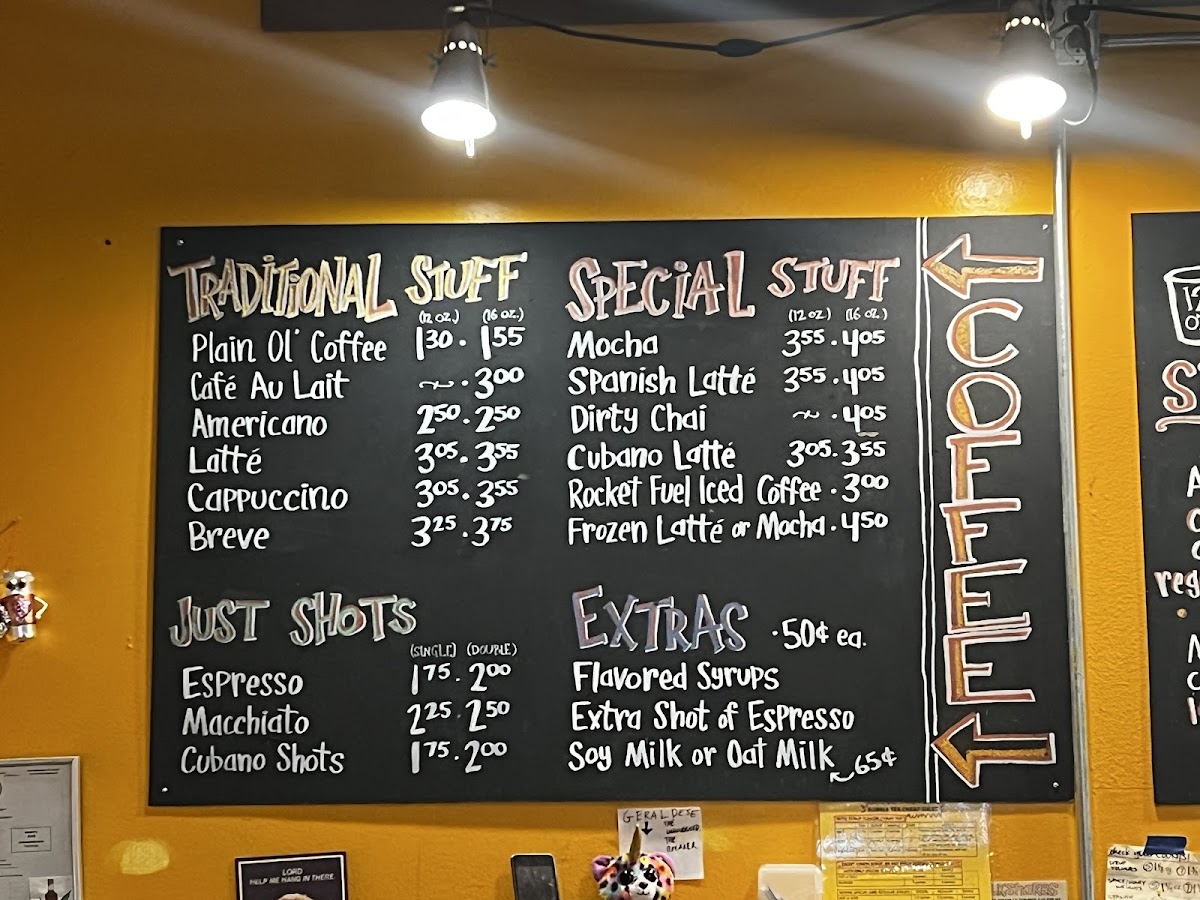 TRADITIONAL STUFF
(12 oz.) (16 oz.)
Plain Ol' Coffee 1.30 . 1.55
Café Au Lait ~ . 3.00
Americano 2.50 . 2.50
Latté 3.05 . 3.55
Cappuccino 3.05 . 3.55
Breve 3.25 . 3.75
JUST SHOTS
(SINGLE) (DOUBLE)
Espresso 1.75 . 2.00
Macchiato 2.25 . 2.50
Cubano Shots 1.75 . 2.00
SPECIAL STUFF
(12 oz) (16 oz.)
Mocha 3.55 . 4.05
Spanish Latté 3.55 . 4.05
Dirty Chai ~ . 4.05
Cubano Latté 3.05 . 3.55
Rocket Fuel Iced Coffee . 3.00
Frozen Latté or Mocha . 4.50
EXTRAS . 50¢ ea.
Flavored Syrups
Extra Shot of Espresso
Soy Milk or Oat Milk
65¢
COFFEE
reg
LORD
HELP ME HANG IN THERE
GERALDESE
THE
THE